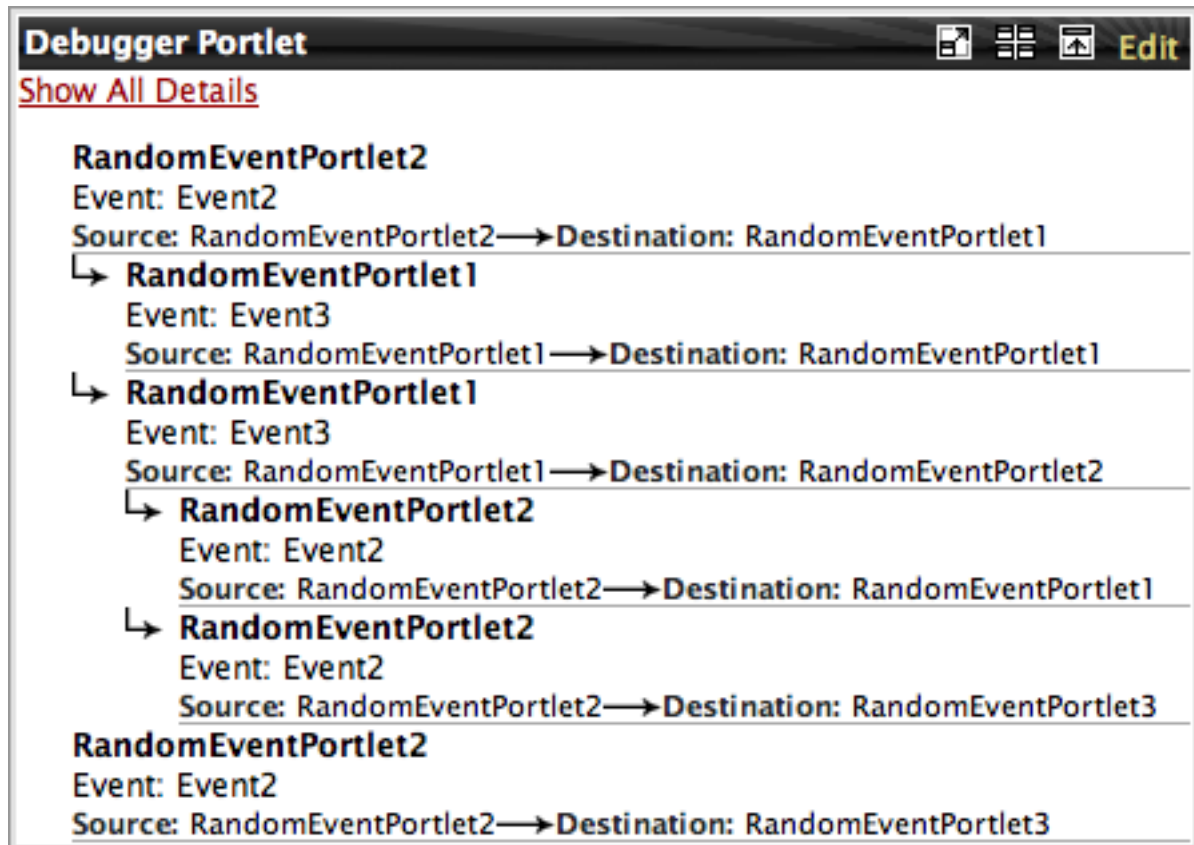 Debugger Portlet Edit
Show All Details
RandomEventPortlet2
Event: Event2
Source: RandomEventPortlet2→Destination: RandomEventPortlet1
RandomEventPortlet1
Event: Event3
Source: RandomEventPortlet1→Destination: RandomEventPortlet1
RandomEventPortlet1
Event: Event3
Source: RandomEventPortlet1→Destination: RandomEventPortlet2
RandomEventPortlet2
Event: Event2
Source: RandomEventPortlet2→Destination: RandomEventPortlet1
RandomEventPortlet2
Event: Event2
Source: RandomEventPortlet2→Destination: RandomEventPortlet3
RandomEventPortlet2
Event: Event2
Source: RandomEventPortlet2→Destination: RandomEventPortlet3